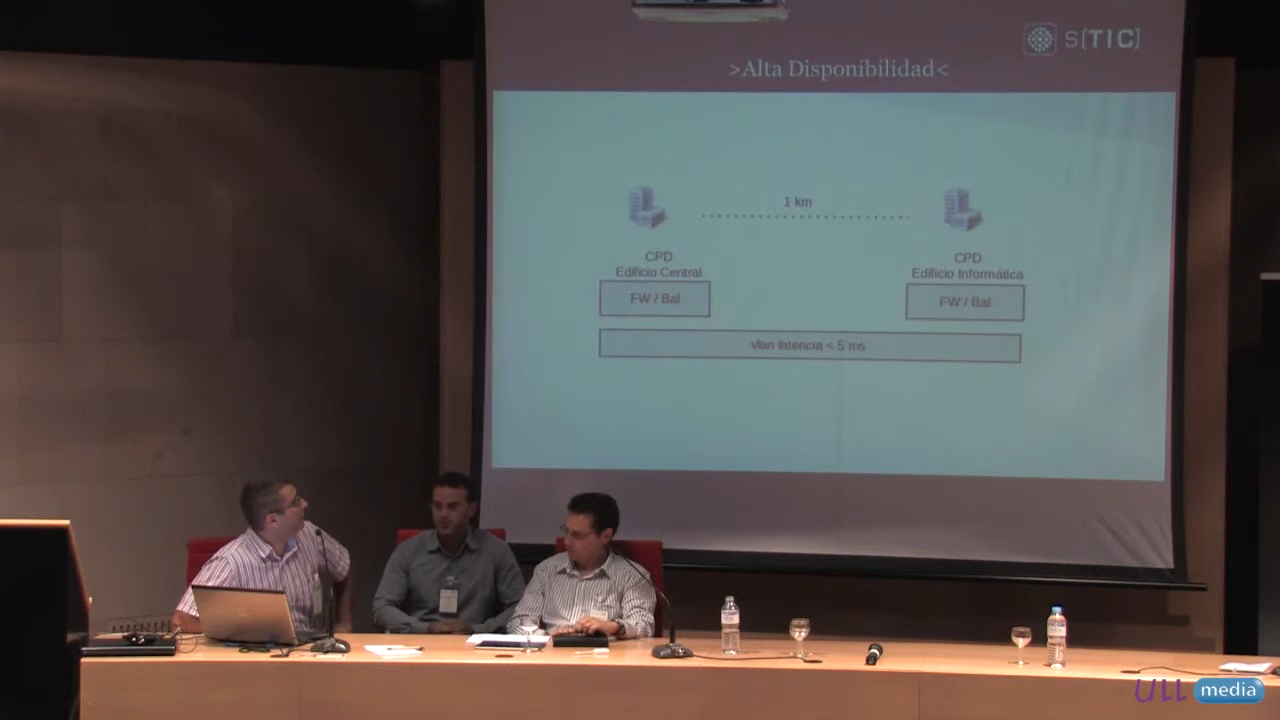 S[TIC]
>Alta Disponibilidad<
1 km
CPD
Edificio Central
FW / Bal
CPD
Edificio Informática
FW / Bal
vlan latencia < 5 ms
ULL media